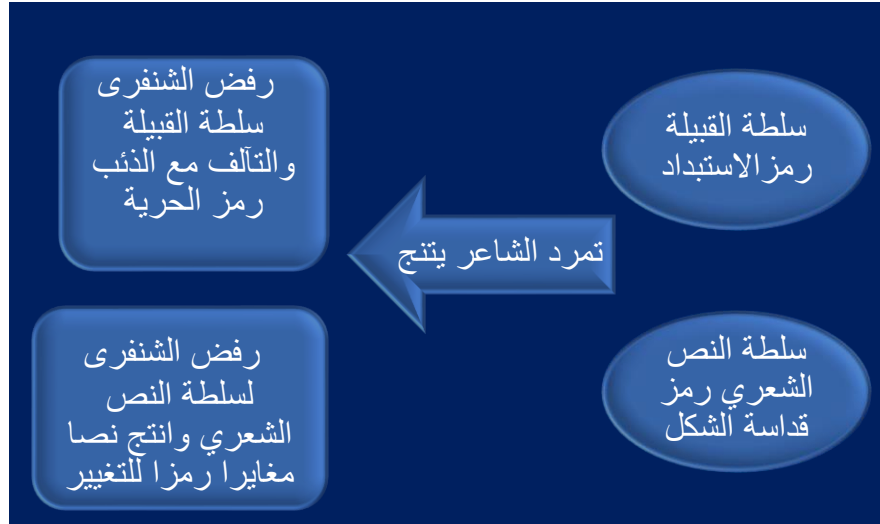 سلطة القبيلة
رمزالاستبداد
سلطة النص
الشعري رمز
قداسة الشكل
تمرد الشاعر يتنج
رفض الشنفرى
سلطة القبيلة
والتآلف مع الذئب
رمز الحرية
رفض الشنفرى
لسلطة النص
الشعري وانتج نصا
مغايرا رمزا للتغيير